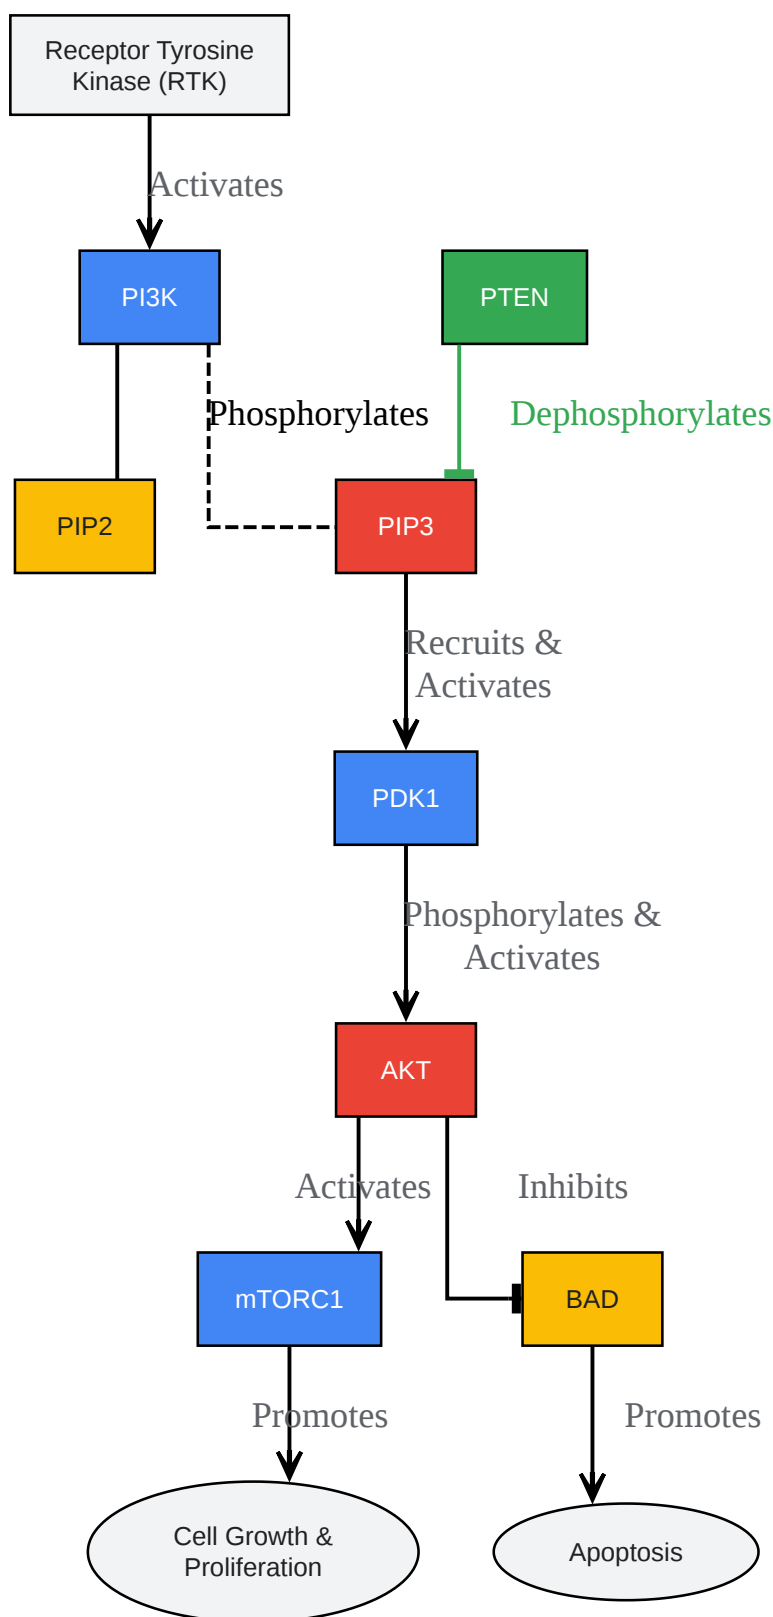 Receptor Tyrosine
Kinase (RTK)
Activates
PI3K
PTEN
Phosphorylates
Dephosphorylates
PIP2
PIP3
Recruits &
Activates
PDK1
Phosphorylates &
Activates
AKT
Activates
Inhibits
mTORC1
BAD
Promotes
Promotes
Cell Growth &
Proliferation
Apoptosis